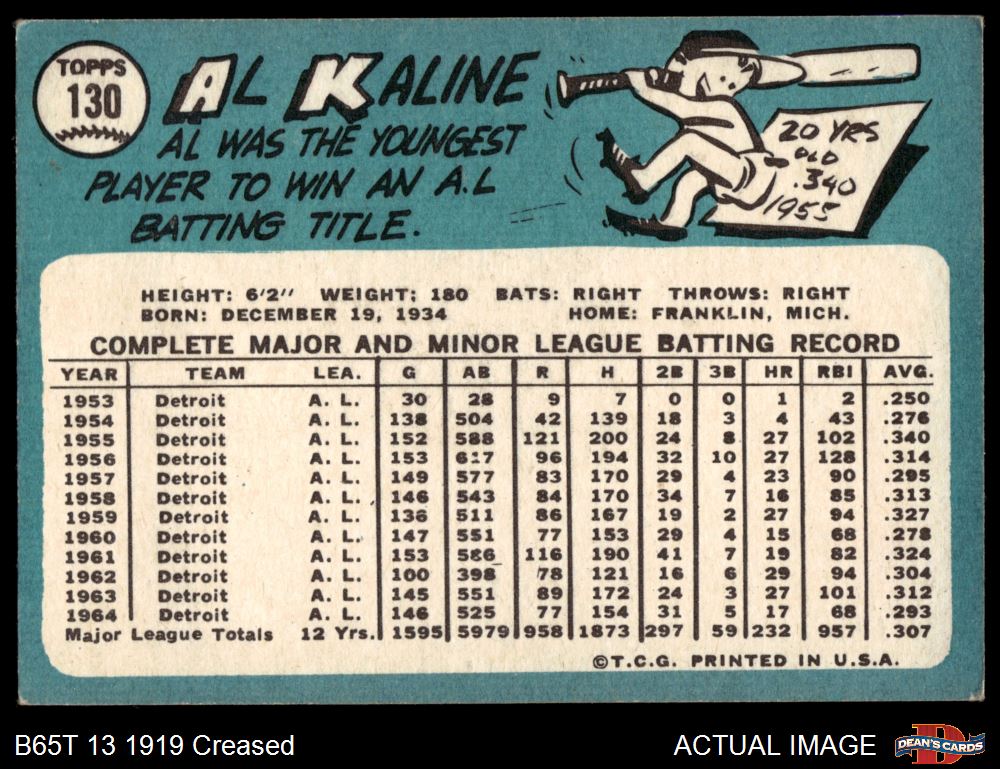 TOPPS
130
AL KALINE
AL WAS THE YOUNGEST
PLAYER TO WIN AN A.L
BATTING TITLE.
20 YRS
OLD
.340
1955
HEIGHT: 6'2" WEIGHT: 180 BATS: RIGHT THROWS: RIGHT
BORN: DECEMBER 19, 1934 HOME: FRANKLIN, MICH.
COMPLETE MAJOR AND MINOR LEAGUE BATTING RECORD
YEAR TEAM LEA. G AB R H 2B 3B HR RBI AVG.
1953 Detroit A. L. 30 28 9 7 0 0 1 2 .250
1954 Detroit A. L. 138 504 42 139 18 3 4 43 .276
1955 Detroit A. L. 152 588 121 200 24 8 27 102 .340
1956 Detroit A. L. 153 617 96 194 32 10 27 128 .314
1957 Detroit A. L. 149 577 83 170 29 4 23 90 .295
1958 Detroit A. L. 146 543 84 170 34 7 16 85 .313
1959 Detroit A. L. 136 511 86 167 19 2 27 94 .327
1960 Detroit A. L. 147 551 77 153 29 4 15 68 .278
1961 Detroit A. L. 153 586 116 190 41 7 19 82 .324
1962 Detroit A. L. 100 398 78 121 16 6 29 94 .304
1963 Detroit A. L. 145 551 89 172 24 3 27 101 .312
1964 Detroit A. L. 146 525 77 154 31 5 17 68 .293
Major League Totals 12 Yrs. 1595 5979 958 1873 297 59 232 957 .307
©T.C.G. PRINTED IN U.S.A.
B65T 13 1919 Creased
ACTUAL IMAGE
D
DEAN'S CARDS